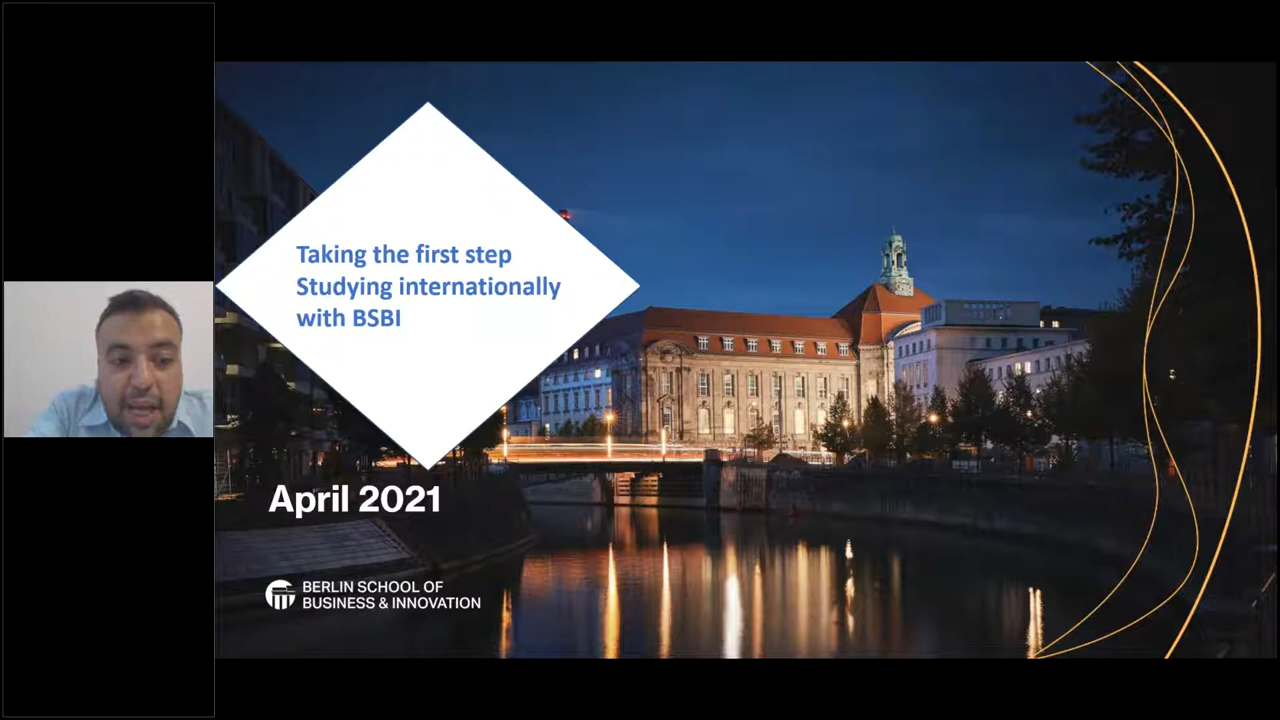 Taking the first step
Studying internationally
with BSBI
April 2021
BERLIN SCHOOL OF
BUSINESS & INNOVATION